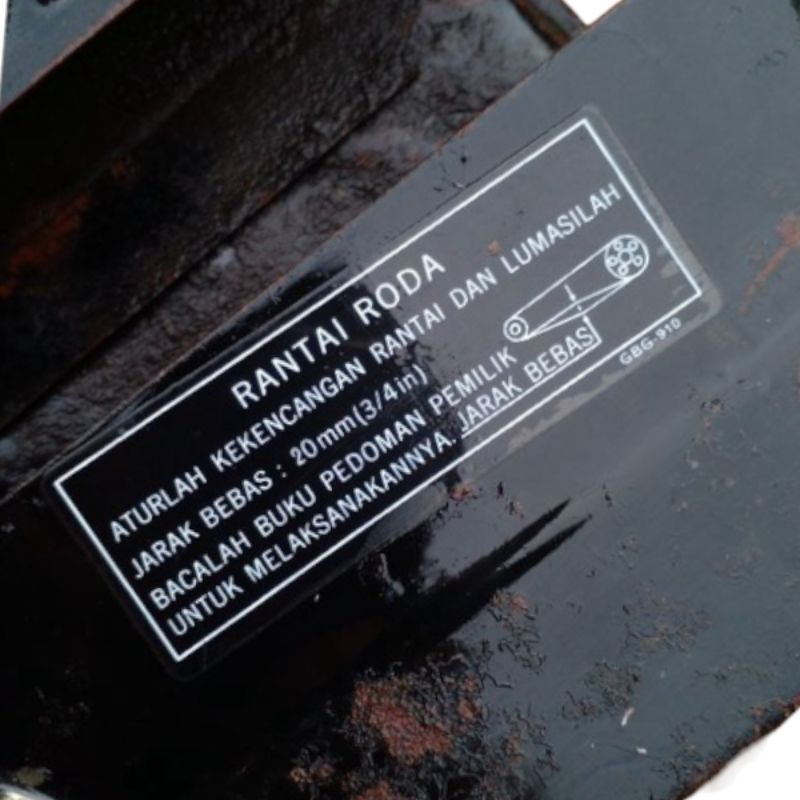 RANTAI RODA
ATURLAH KEKENCANGAN RANTAI DAN LUMASILAH
JARAK BEBAS : 20mm(3/4in)
BACALAH BUKU PEDOMAN PEMILIK
UNTUK MELAKSANAKANNYA.
JARAK BEBAS
GBG-910